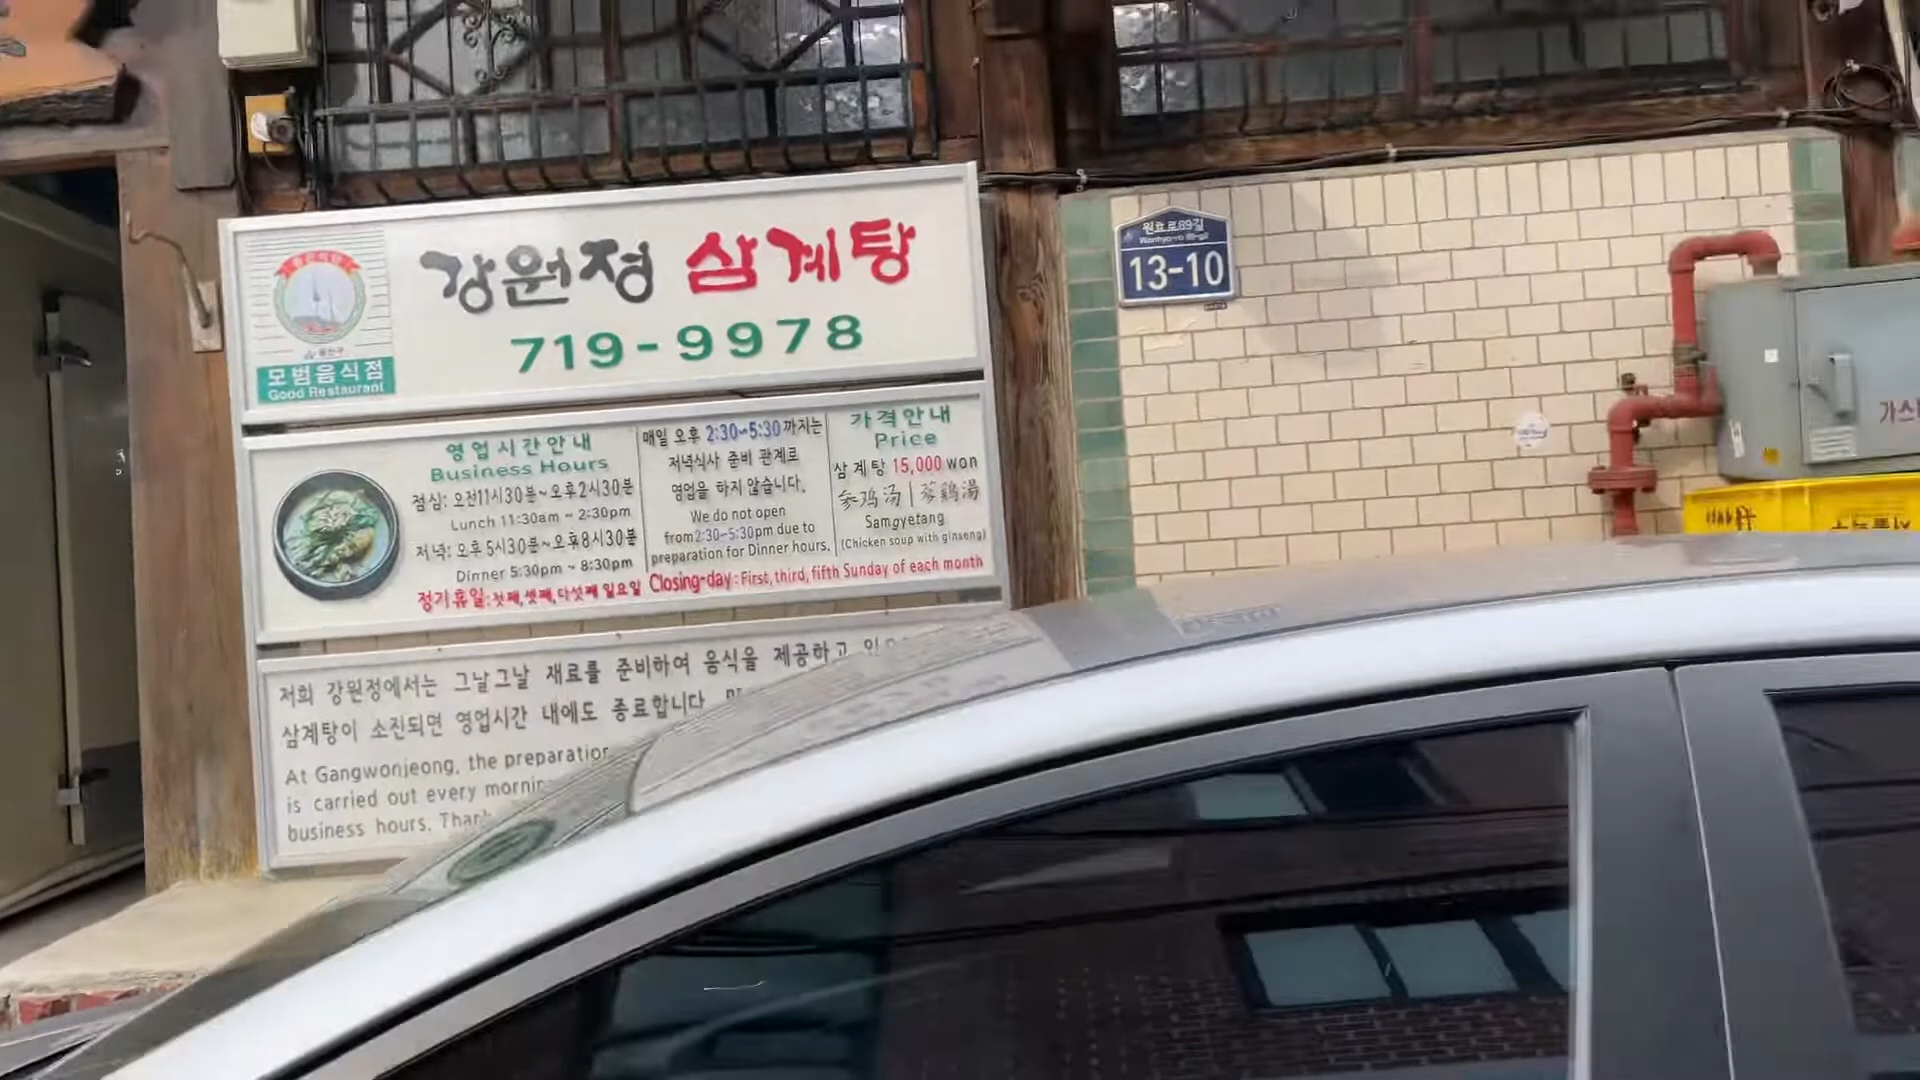 강원정 삼계탕
719-9978
모범음식점
Good Restaurant
영업시간안내
Business Hours
점심: 오전11시30분~오후2시30분
Lunch 11:30am ~ 2:30pm
저녁: 오후 5시30분~오후8시30분
Dinner 5:30pm ~ 8:30pm
매일 오후 2:30~5:30까지는
저녁식사 준비 관계로
영업을 하지 않습니다.
We do not open
from 2:30-5:30pm due to
preparation for Dinner hours.
가격안내
Price
삼계탕 15,000 won
参鸡汤 | 蔘鷄湯
Samgyetang
(Chicken soup with ginseng)
정기휴일: 첫째, 셋째, 다섯째 일요일 Closing-day: First, third, fifth Sunday of each month
저희 강원정에서는 그날그날 재료를 준비하여 음식을 제공하고
삼계탕이 소진되면 영업시간 내에도 종료합니다
At Gangwonjeong, the preparation
is carried out every
business hours.
원효로89길
Wonhyo-ro 89-gil
13-10
가스